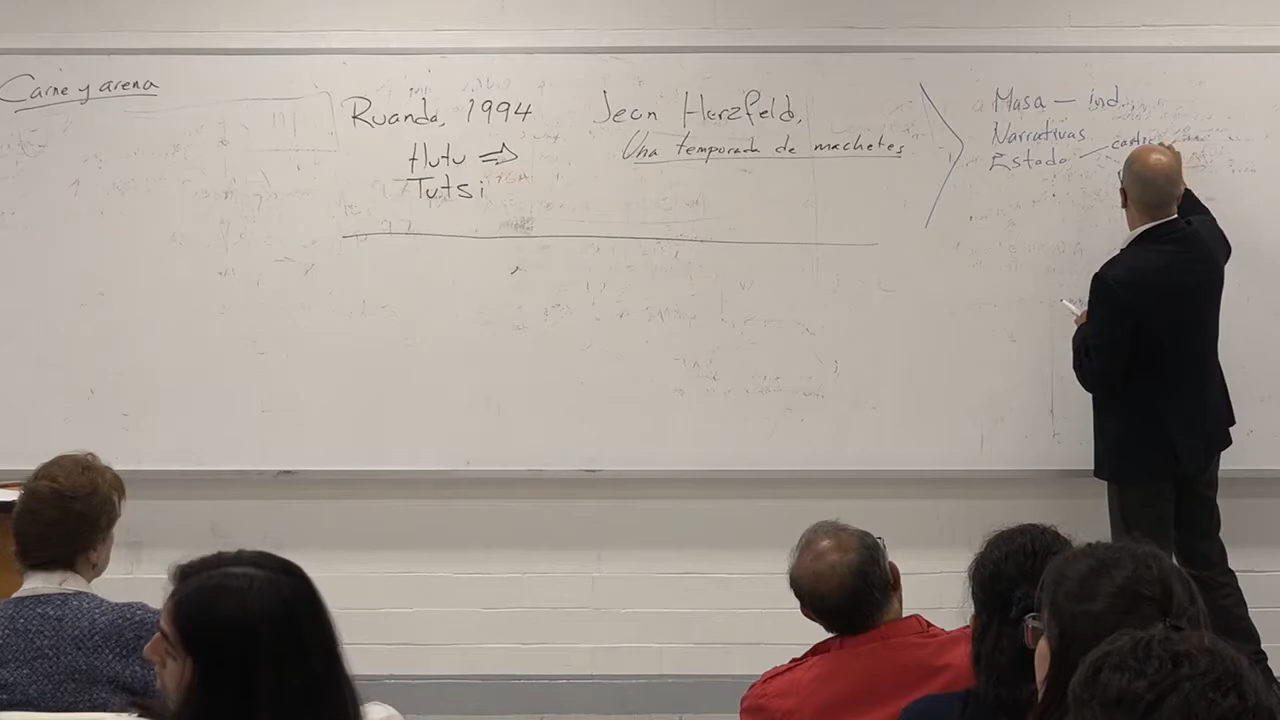 Carne y arena
Ruanda, 1994
Hutu ⇒
Tutsi
Jean Herzfeld,
Una temporada de machetes
Masa — ind.
Narrativas
Estado —